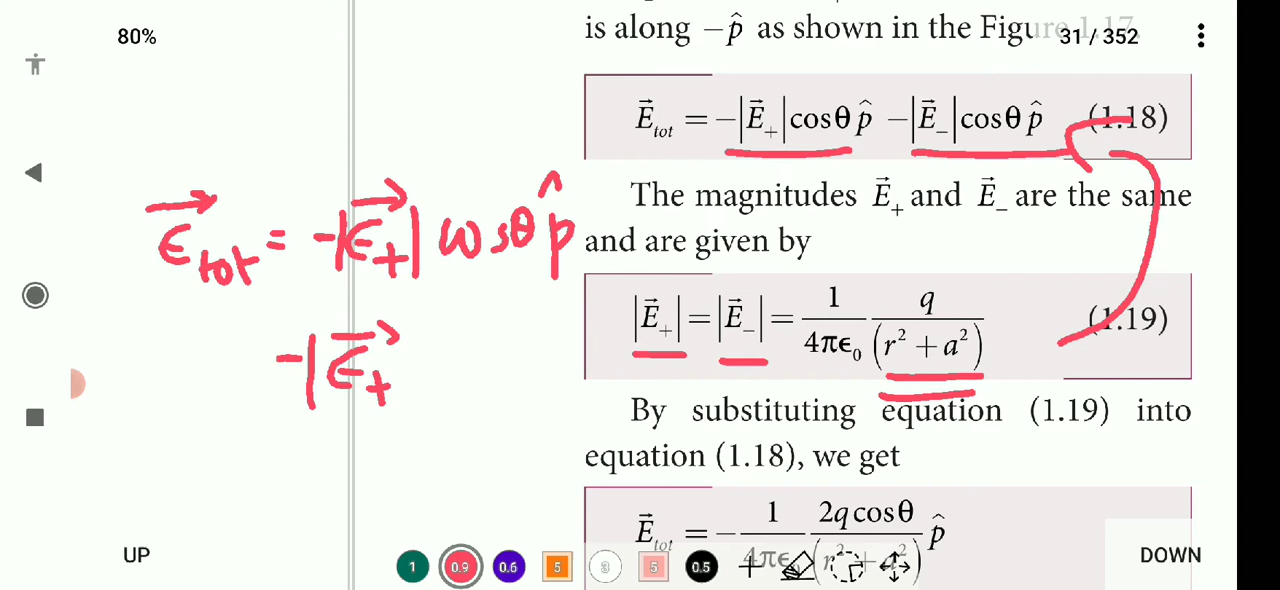 80%
is along −p̂ as shown in the Figure 1.17.
31 / 352
E⃗tot = −|E⃗+|cosθ p̂ −|E⃗−|cosθ p̂ (1.18)
The magnitudes E⃗+ and E⃗− are the same
and are given by
|E⃗+| = |E⃗−| = 1/4πϵ0 q/(r² + a²) (1.19)
By substituting equation (1.19) into
equation (1.18), we get
E⃗tot = − 1/4πϵ0 2q cosθ/(r² + a²) p̂
ϵ⃗tot = −|ϵ⃗+| cosθ p̂
−|ϵ⃗+
UP
1 0.9 0.6 5 3 5 0.5
DOWN